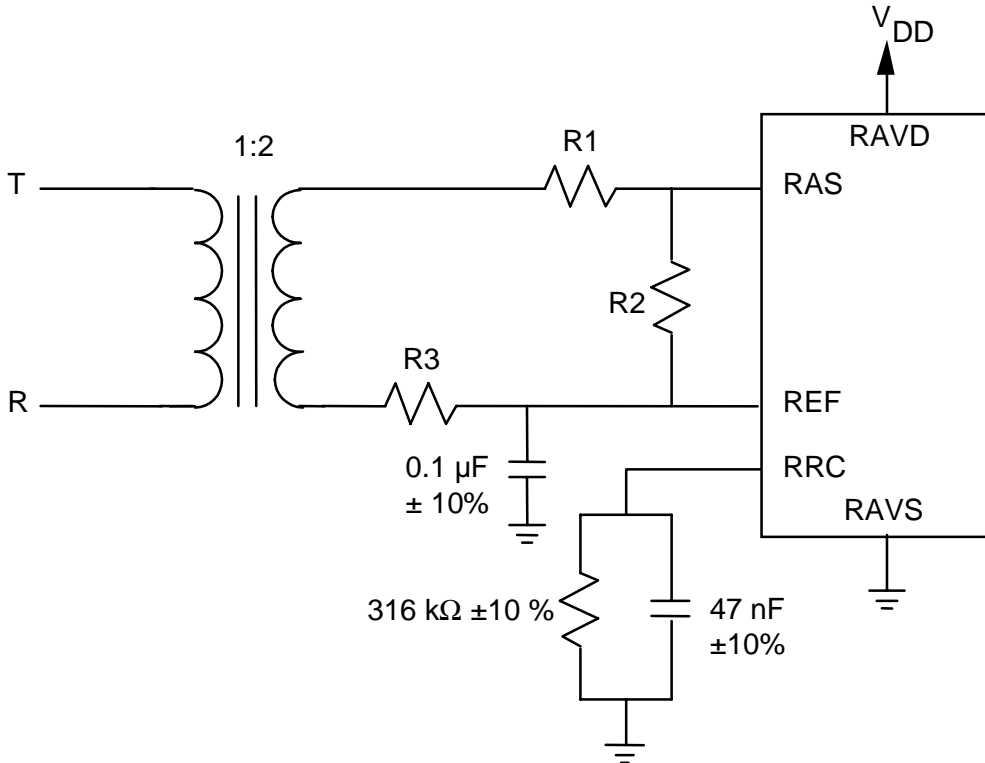 V DD
RAVD
1:2
R1
T
RAS
R2
R3
R
REF
0.1 µF
± 10%
RRC
RAVS
316 kΩ ±10 %
47 nF
±10%